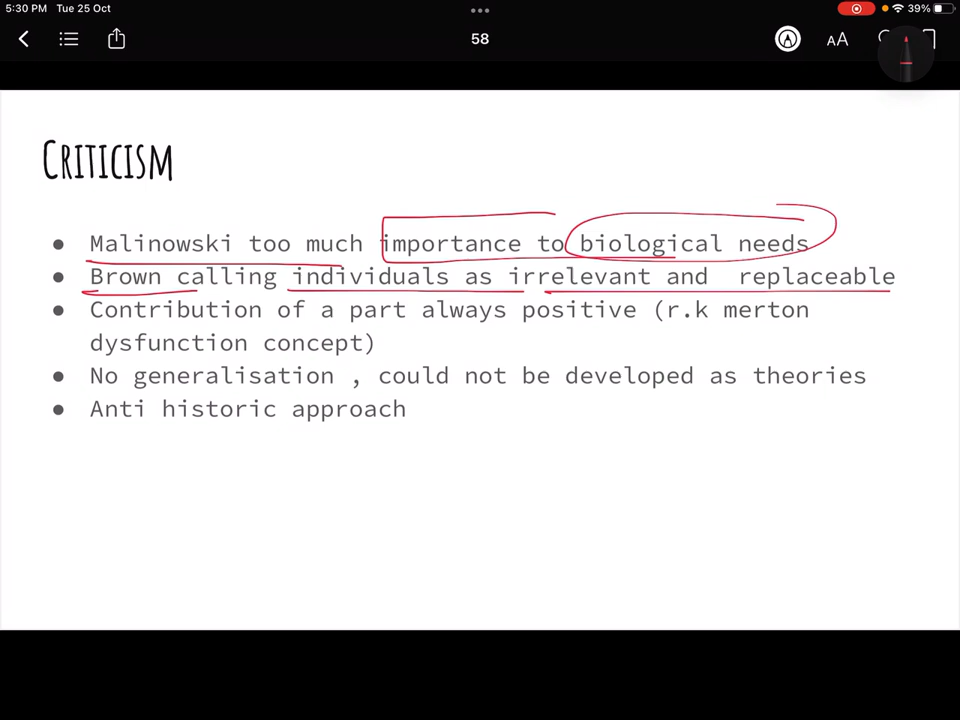 5:30 PM Tue 25 Oct
39%
58
AA
CRITICISM
● Malinowski too much importance to biological needs
● Brown calling individuals as irrelevant and replaceable
● Contribution of a part always positive (r.k merton
dysfunction concept)
● No generalisation , could not be developed as theories
● Anti historic approach